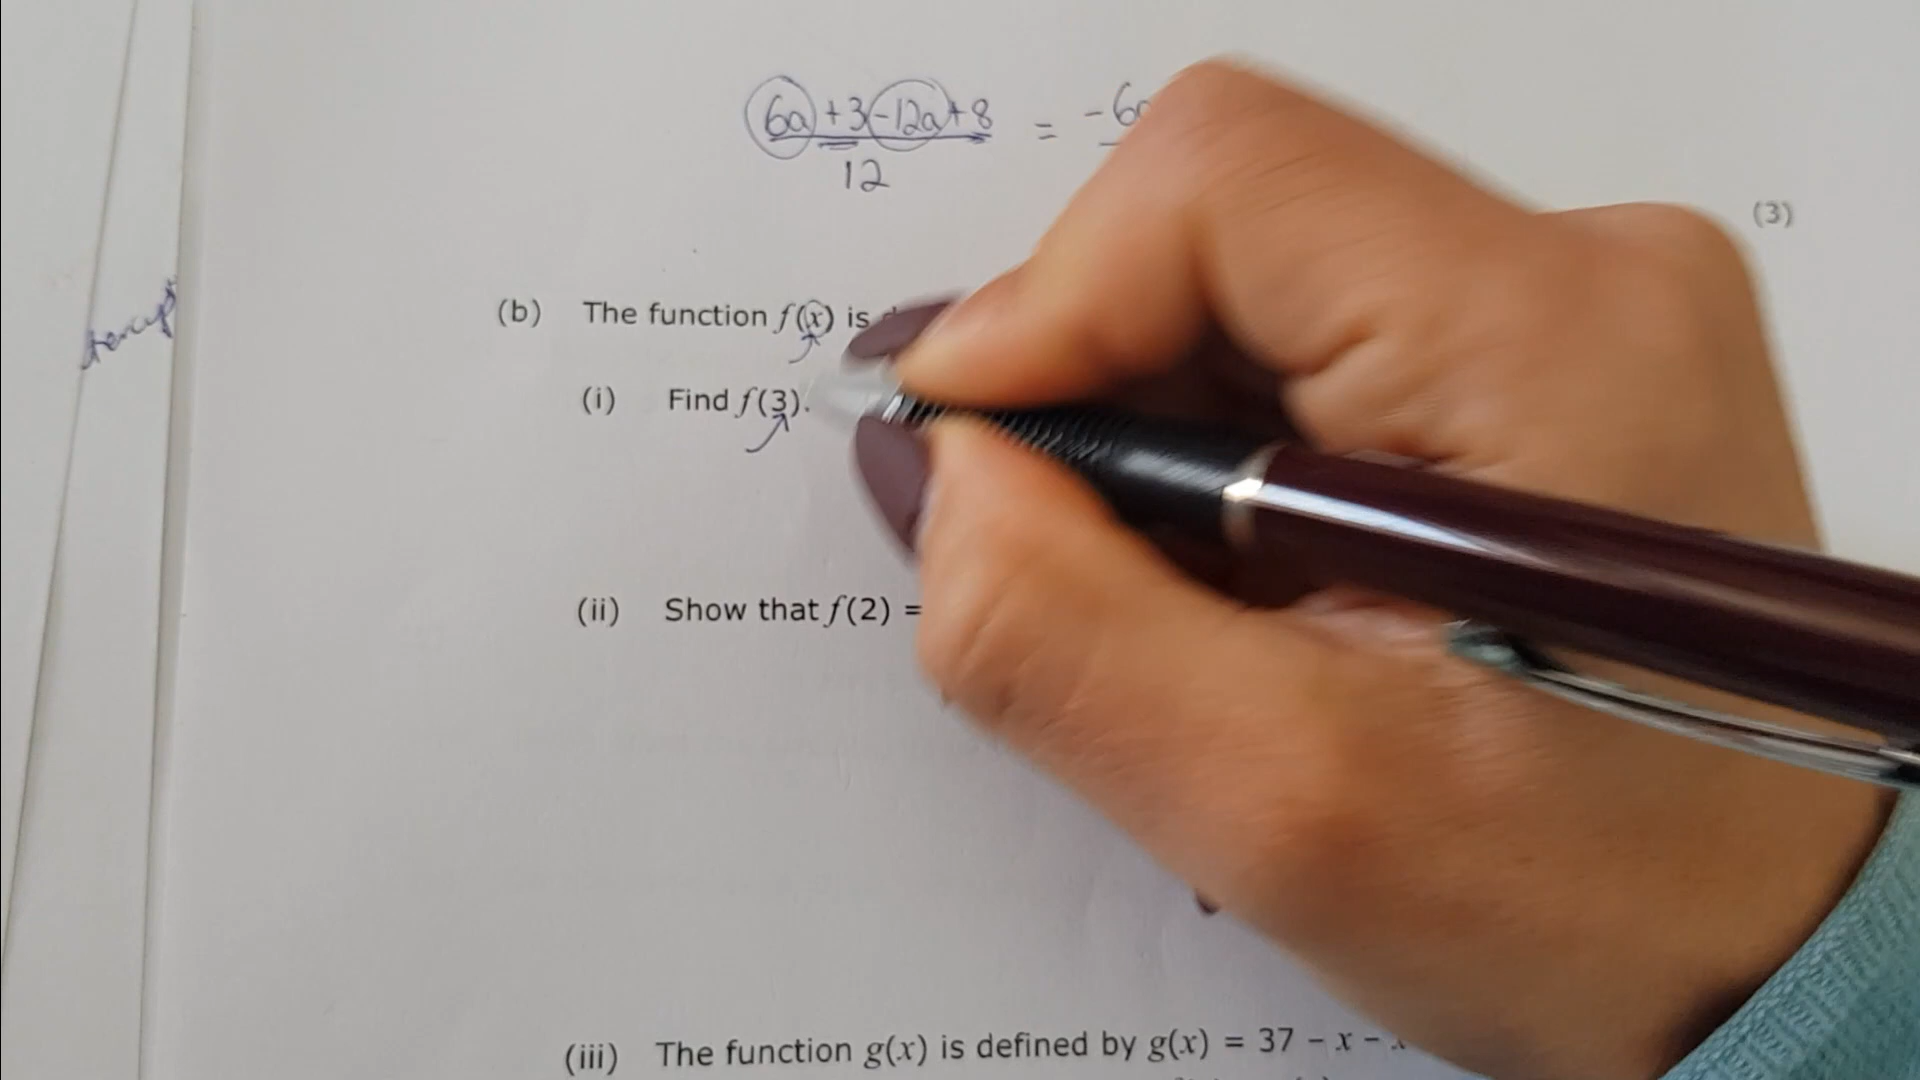 6a + 3 - 12a + 8 = - 6
12
(3)
(b) The function f(x) is
(i) Find f(3).
(ii) Show that f(2) =
(iii) The function g(x) is defined by g(x) = 37 - x -